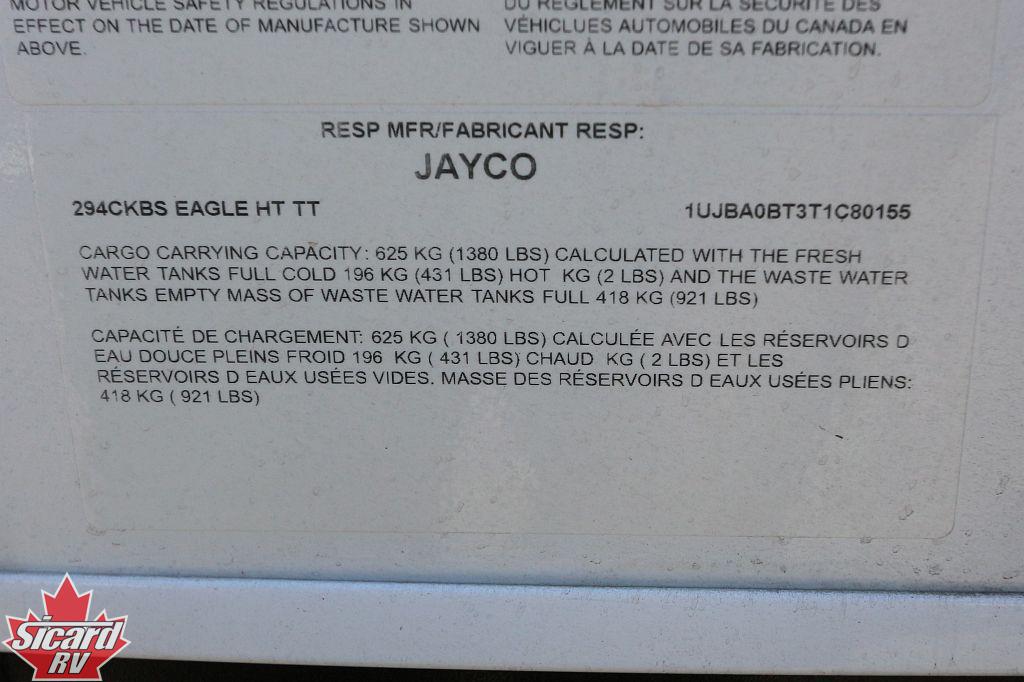 MOTOR VEHICLE SAFETY REGULATIONS IN
EFFECT ON THE DATE OF MANUFACTURE SHOWN
ABOVE.
DU RÈGLEMENT SUR LA SÉCURITÉ DES
VÉHICLUES AUTOMOBILES DU CANADA EN
VIGUER À LA DATE DE SA FABRICATION.
RESP MFR/FABRICANT RESP:
JAYCO
294CKBS EAGLE HT TT
1UJBA0BT3T1C80155
CARGO CARRYING CAPACITY: 625 KG (1380 LBS) CALCULATED WITH THE FRESH
WATER TANKS FULL COLD 196 KG (431 LBS) HOT KG (2 LBS) AND THE WASTE WATER
TANKS EMPTY MASS OF WASTE WATER TANKS FULL 418 KG (921 LBS)
CAPACITÉ DE CHARGEMENT: 625 KG ( 1380 LBS) CALCULÉE AVEC LES RÉSERVOIRS D
EAU DOUCE PLEINS FROID 196 KG ( 431 LBS) CHAUD KG ( 2 LBS) ET LES
RÉSERVOIRS D EAUX USÉES VIDES. MASSE DES RÉSERVOIRS D EAUX USÉES PLIENS:
418 KG ( 921 LBS)
Sicard
RV